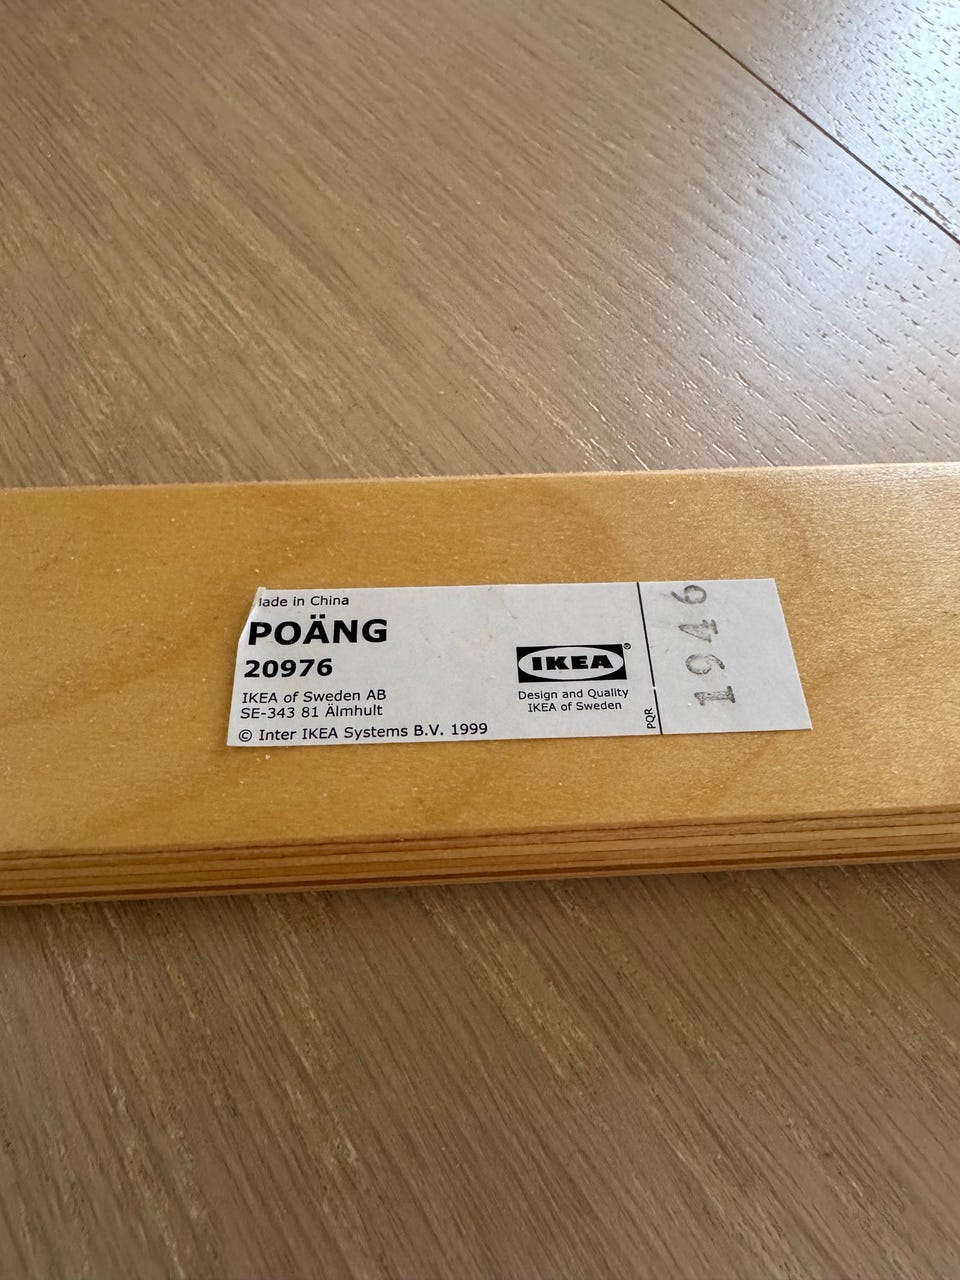 Made in China
POÄNG
20976
IKEA of Sweden AB
SE-343 81 Älmhult
© Inter IKEA Systems B.V. 1999
IKEA®
Design and Quality
IKEA of Sweden
PQR
1946